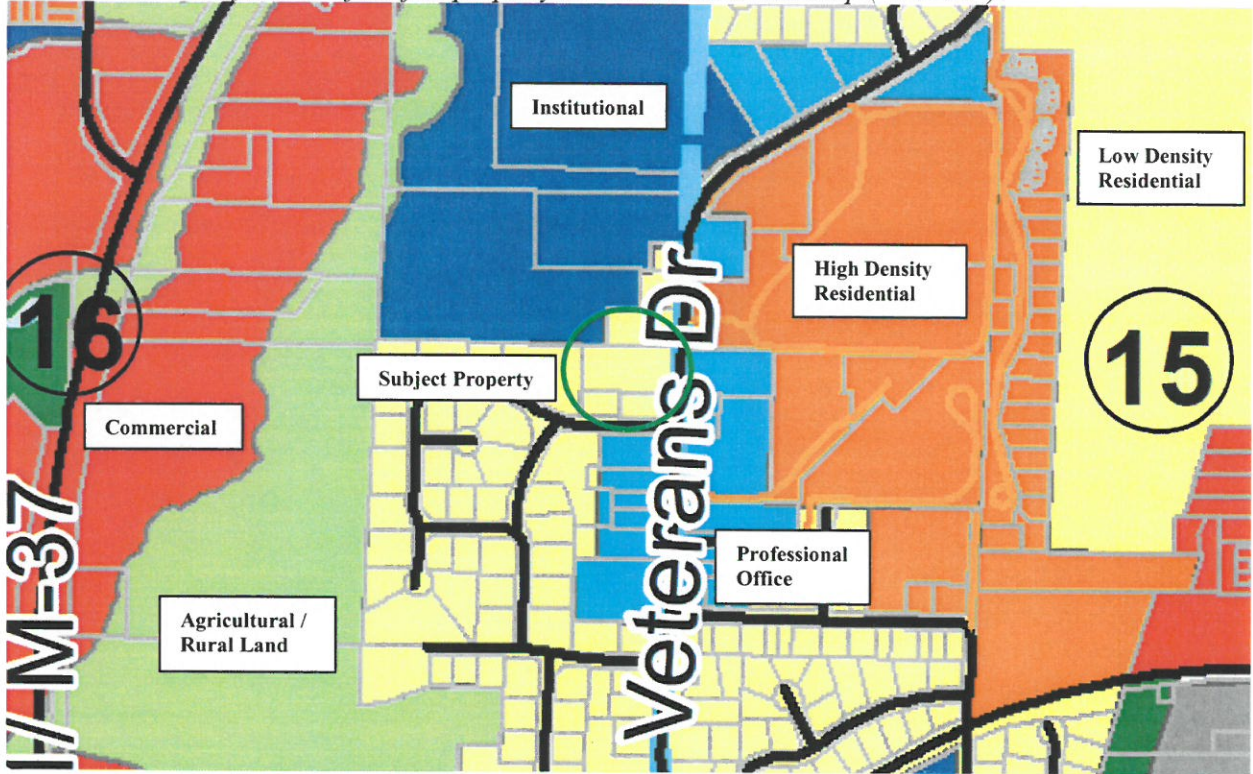 property
Institutional
Low Density
Residential
High Density
Residential
16
15
Subject Property
Commercial
Veterans Dr
Professional
Office
Agricultural /
Rural Land
/ M-37